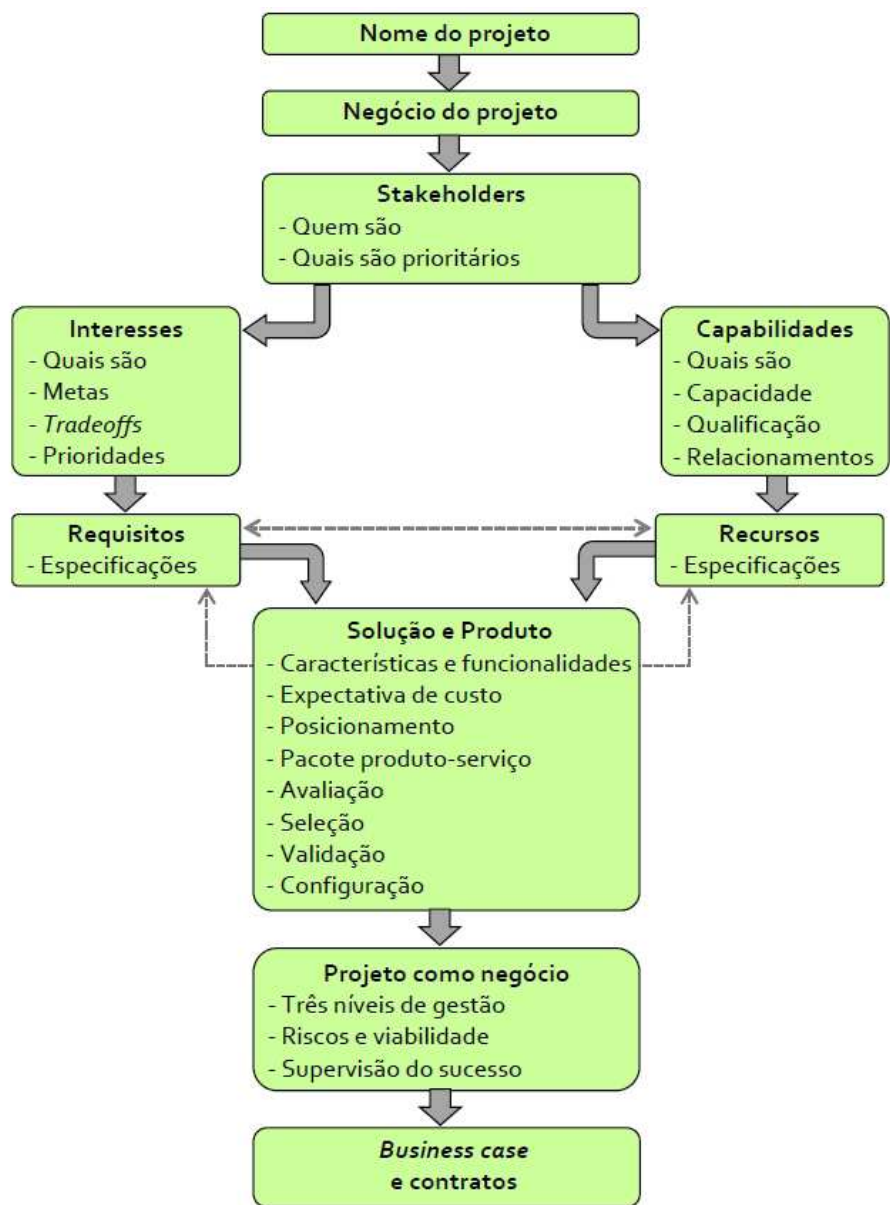 Nome do projeto
Negócio do projeto
Stakeholders
- Quem são
- Quais são prioritários
Interesses
- Quais são
- Metas
- Tradeoffs
- Prioridades
Capabilidades
- Quais são
- Capacidade
- Qualificação
- Relacionamentos
Requisitos
- Especificações
Recursos
- Especificações
Solução e Produto
- Características e funcionalidades
- Expectativa de custo
- Posicionamento
- Pacote produto-serviço
- Avaliação
- Seleção
- Validação
- Configuração
Projeto como negócio
- Três níveis de gestão
- Riscos e viabilidade
- Supervisão do sucesso
Business case
e contratos